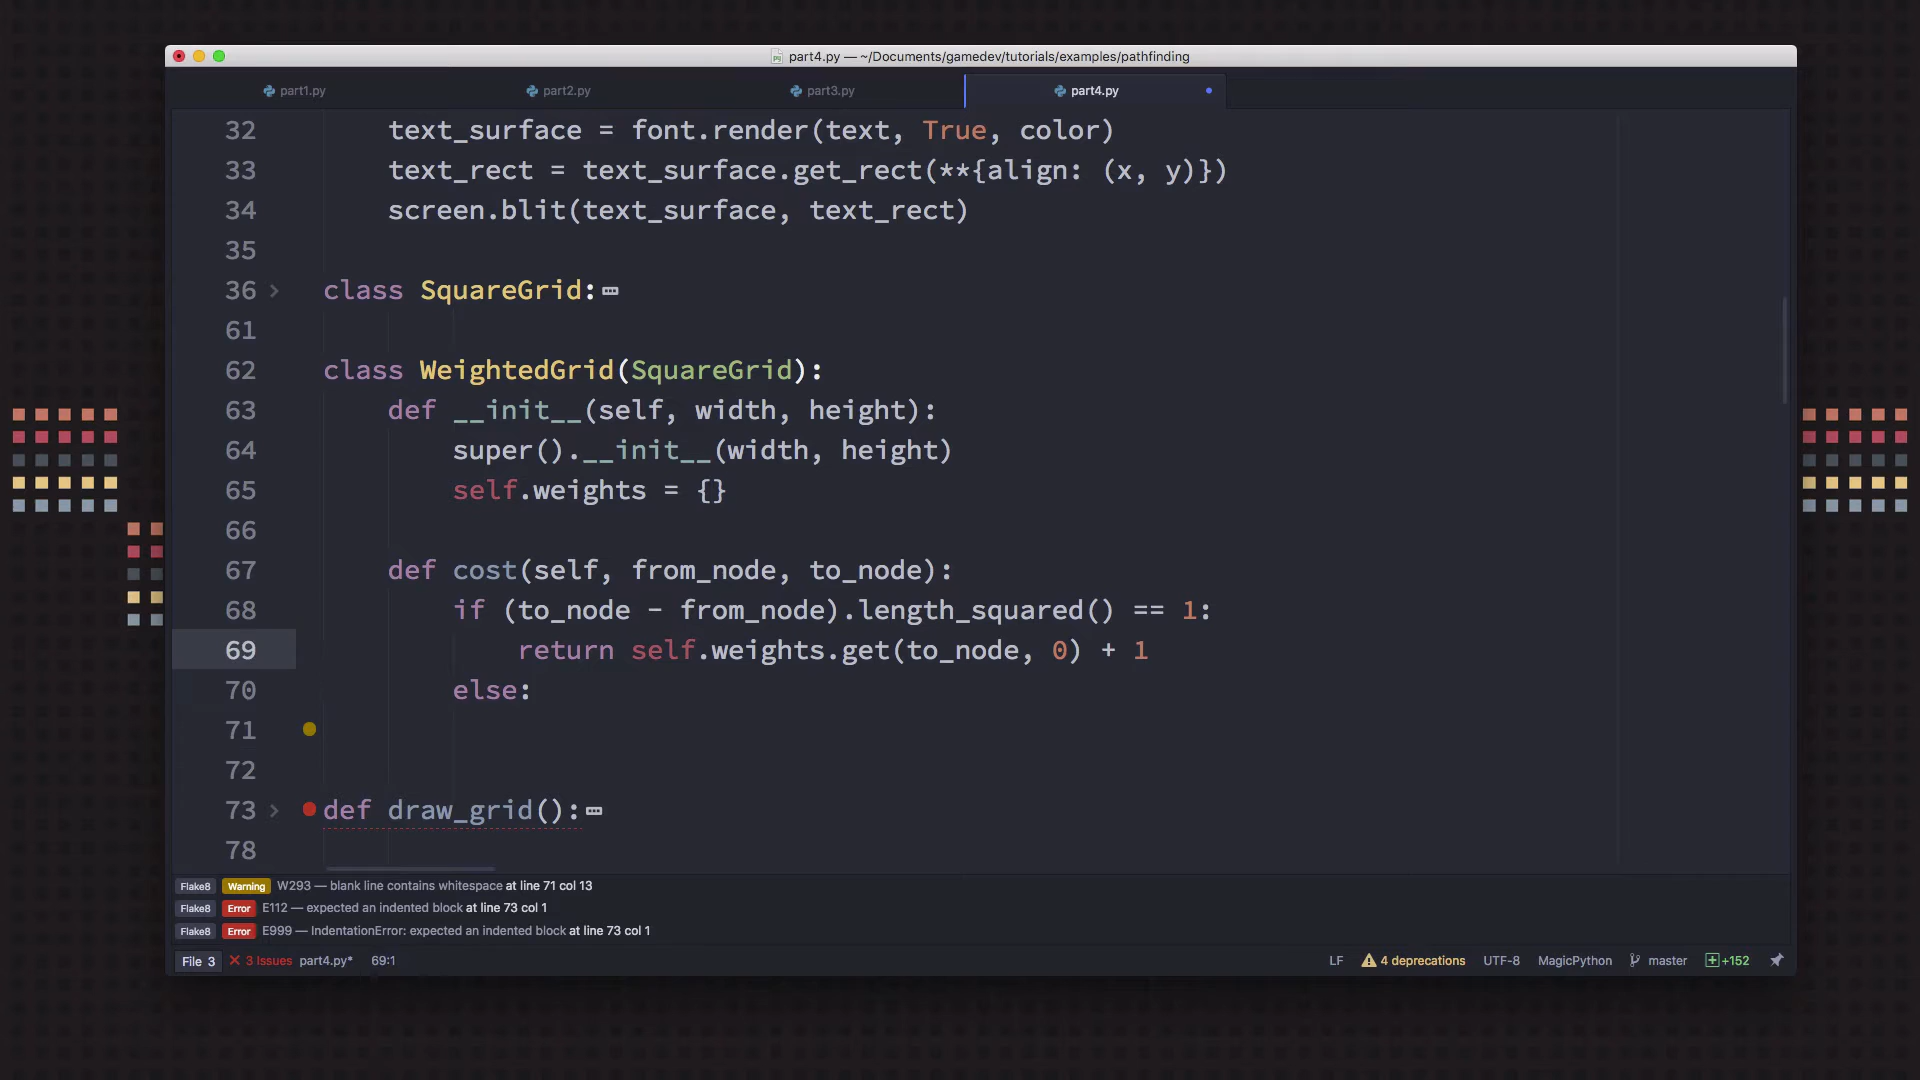 part4.py — ~/Documents/gamedev/tutorials/examples/pathfinding
part1.py part2.py part3.py part4.py
32 text_surface = font.render(text, True, color)
33 text_rect = text_surface.get_rect(**{align: (x, y)})
34 screen.blit(text_surface, text_rect)
35
36 class SquareGrid:
61
62 class WeightedGrid(SquareGrid):
63 def __init__(self, width, height):
64 super().__init__(width, height)
65 self.weights = {}
66
67 def cost(self, from_node, to_node):
68 if (to_node - from_node).length_squared() == 1:
69 return self.weights.get(to_node, 0) + 1
70 else:
71
72
73 def draw_grid():
78
Flake8 Warning W293 — blank line contains whitespace at line 71 col 13
Flake8 Error E112 — expected an indented block at line 73 col 1
Flake8 Error E999 — IndentationError: expected an indented block at line 73 col 1
File 3 3 Issues part4.py* 69:1 LF 4 deprecations UTF-8 MagicPython master +152